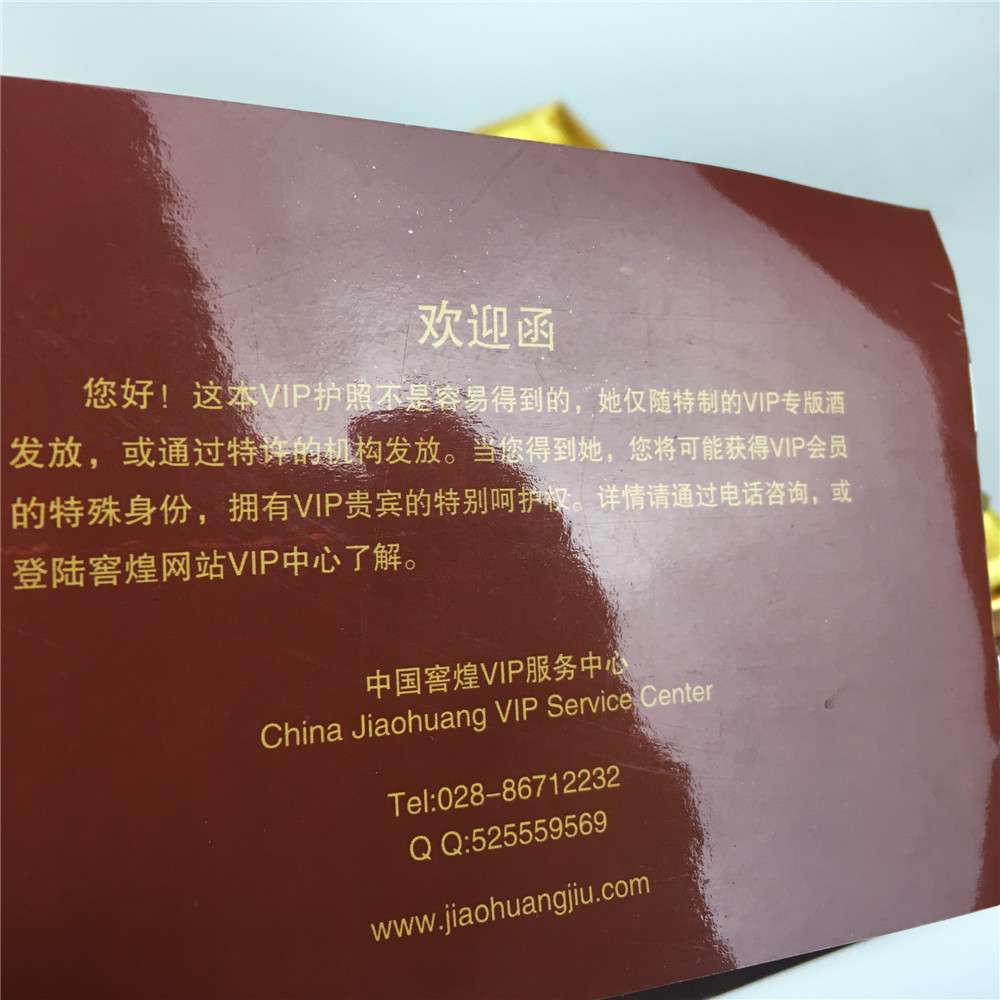 欢迎函
您好！这本VIP护照不是容易得到的，她仅随特制的VIP专版酒
发放，或通过特许的机构发放。当您得到她，您将可能获得VIP会员
的特殊身份，拥有VIP贵宾的特别呵护权。详情请通过电话咨询，或
登陆窖煌网站VIP中心了解。
中国窖煌VIP服务中心
China Jiaohuang VIP Service Center
Tel:028-86712232
Q Q:525559569
www.jiaohuangjiu.com